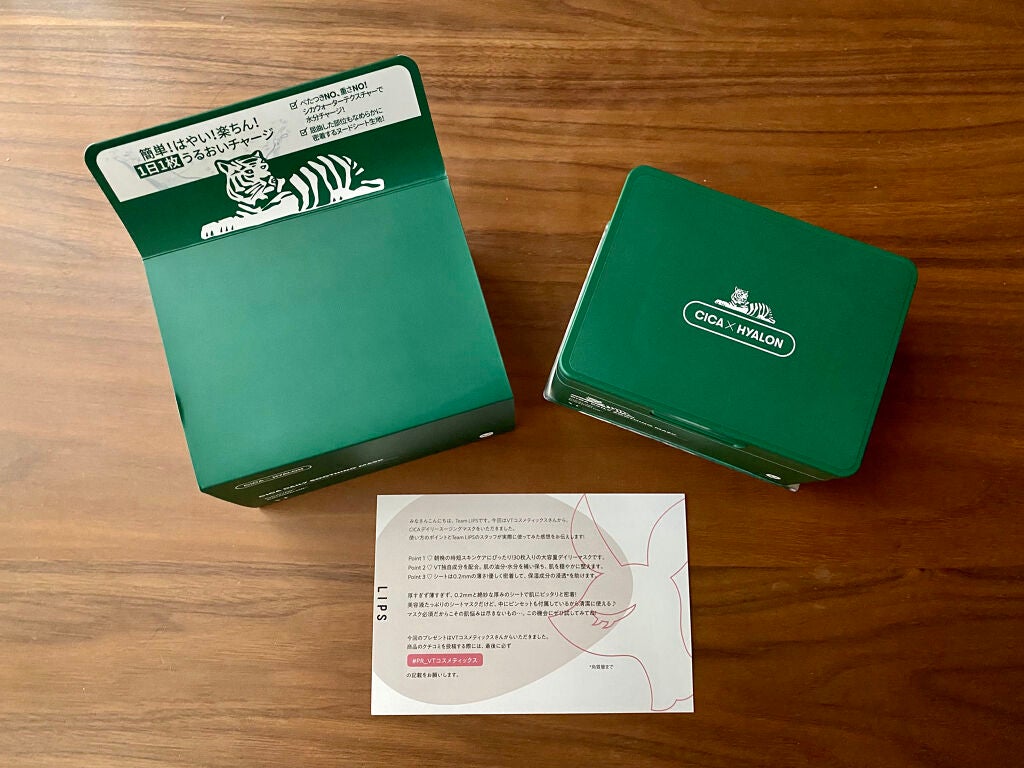 簡単!はやい!楽ちん!
1日1枚うるおいチャージ
べたつきNO、重さNO!
シカウォーターテクスチャーで
水分チャージ!
屈曲した部位もなめらかに
密着するヌードシート生地!
CICA × HYALON
CICA DAILY SOOTHING MASK
CICA × HYALON
LIPS
みなさんこんにちは、Team LIPSです。今回はVTコスメティックスさんから、
CICAデイリースージングマスクをいただきました。
使い方のポイントとTeam LIPSのスタッフが実際に使ってみた感想をお伝えします!
Point 1 ♡ 朝晩の時短スキンケアにぴったり!30枚入りの大容量デイリーマスクです。
Point 2 ♡ VT独自成分を配合。肌の油分・水分を補い保ち、肌を穏やかに整えます。
Point 3 ♡ シートは0.2mmの薄さ!優しく密着して、保湿成分の浸透*を助けます。
厚すぎず薄すぎず、0.2mmと絶妙な厚みのシートで肌にピッタリと密着!
美容液たっぷりのシートマスクだけど、中にピンセットも付属しているから清潔に使える♪
マスク必須だからこその肌悩みは尽きないもの…、この機会にぜひ試してみてね!
今回のプレゼントはVTコスメティックスさんからいただきました。
商品のクチコミを投稿する際には、最後に必ず
#PR_VTコスメティックス
の記載をお願いします。
*角質層まで